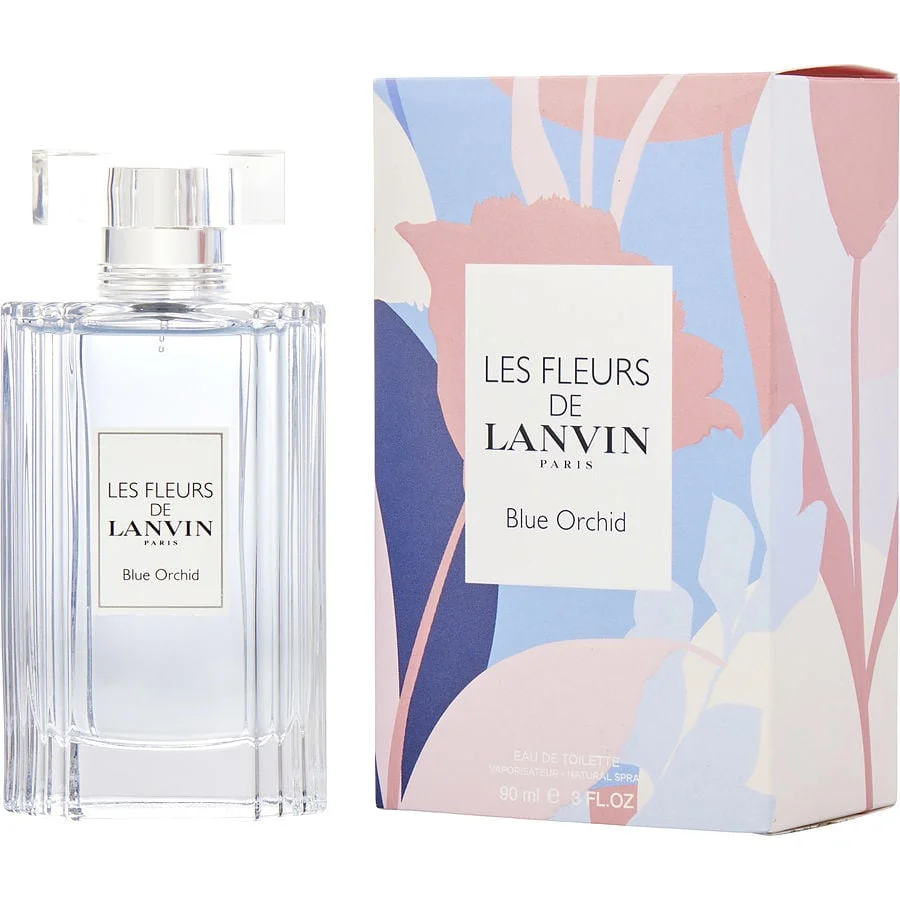 LES FLEURS
DE
LANVIN
PARIS
Blue Orchid
LES FLEURS
DE
LANVIN
PARIS
Blue Orchid
EAU DE TOILETTE
VAPORISATEUR - NATURAL SPRA
90 ml e 3 FL.OZ